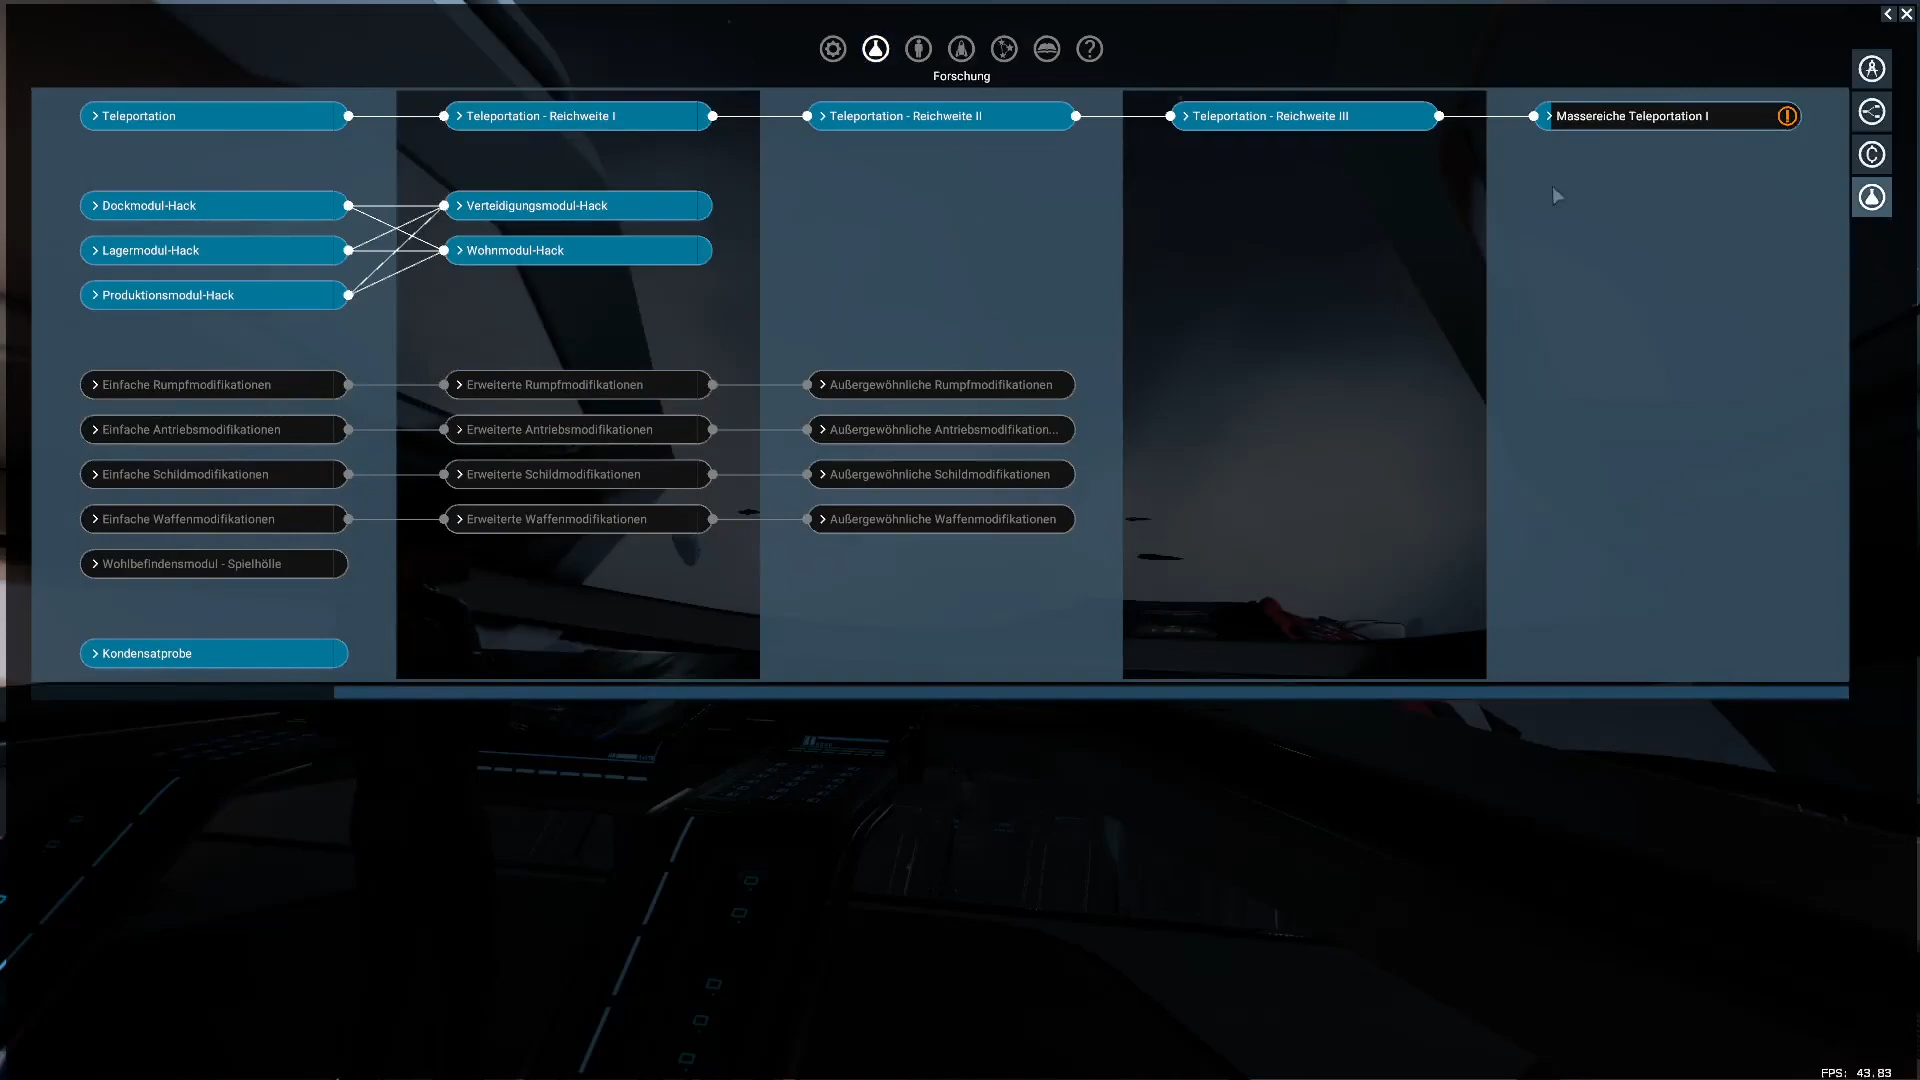 Forschung
Teleportation
Teleportation - Reichweite I
Teleportation - Reichweite II
Teleportation - Reichweite III
Massereiche Teleportation I
Dockmodul-Hack
Verteidigungsmodul-Hack
Lagermodul-Hack
Wohnmodul-Hack
Produktionsmodul-Hack
Einfache Rumpfmodifikationen
Erweiterte Rumpfmodifikationen
Außergewöhnliche Rumpfmodifikationen
Einfache Antriebsmodifikationen
Erweiterte Antriebsmodifikationen
Außergewöhnliche Antriebsmodifikation...
Einfache Schildmodifikationen
Erweiterte Schildmodifikationen
Außergewöhnliche Schildmodifikationen
Einfache Waffenmodifikationen
Erweiterte Waffenmodifikationen
Außergewöhnliche Waffenmodifikationen
Wohlbefindensmodul - Spielhölle
Kondensatprobe
FPS: 43.83